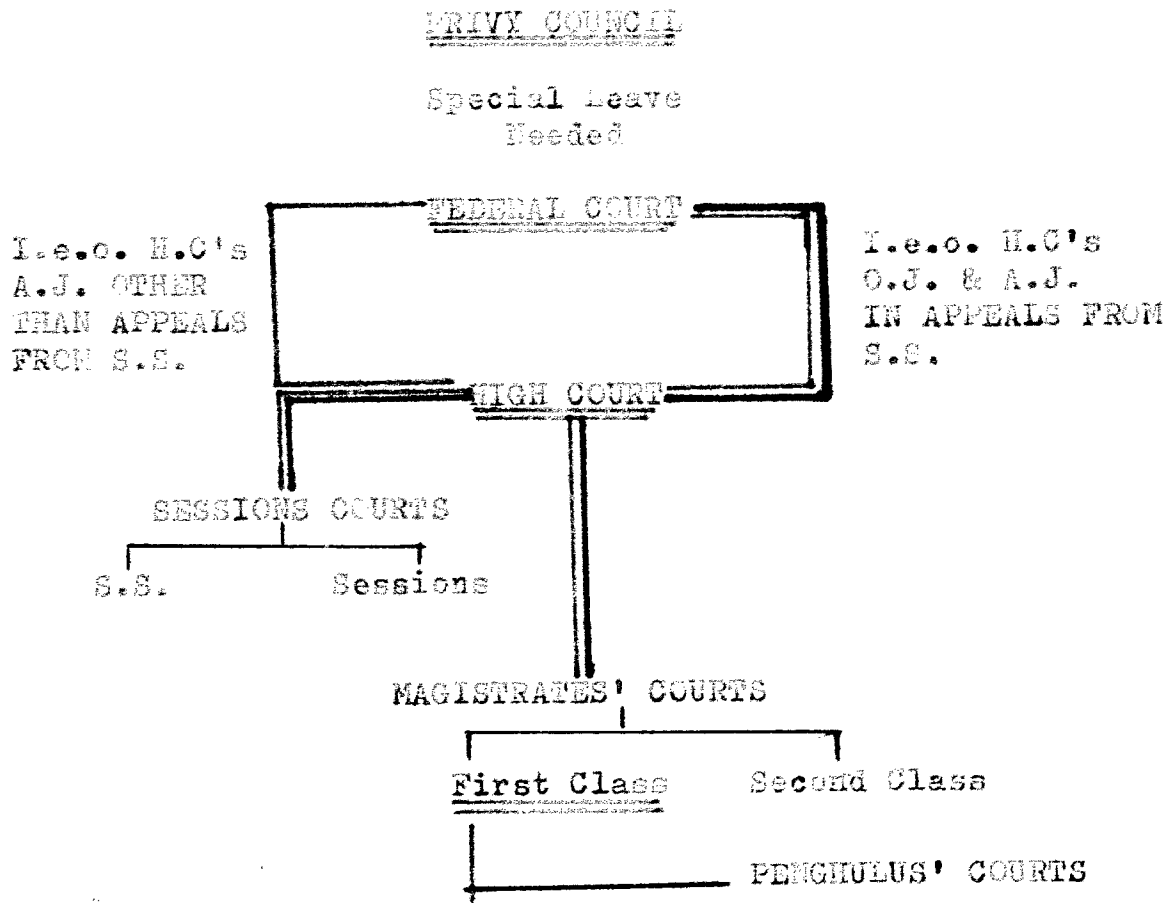 PRIVY COUNCIL
Special Leave
Needed
FEDERAL COURT
I.e.o. H.C's
A.J. OTHER
THAN APPEALS
FROM S.S.
I.e.o. H.C's
O.J. & A.J.
IN APPEALS FROM
S.S.
HIGH COURT
SESSIONS COURTS
S.S. Sessions
MAGISTRATES' COURTS
First Class Second Class
PENGHULUS' COURTS